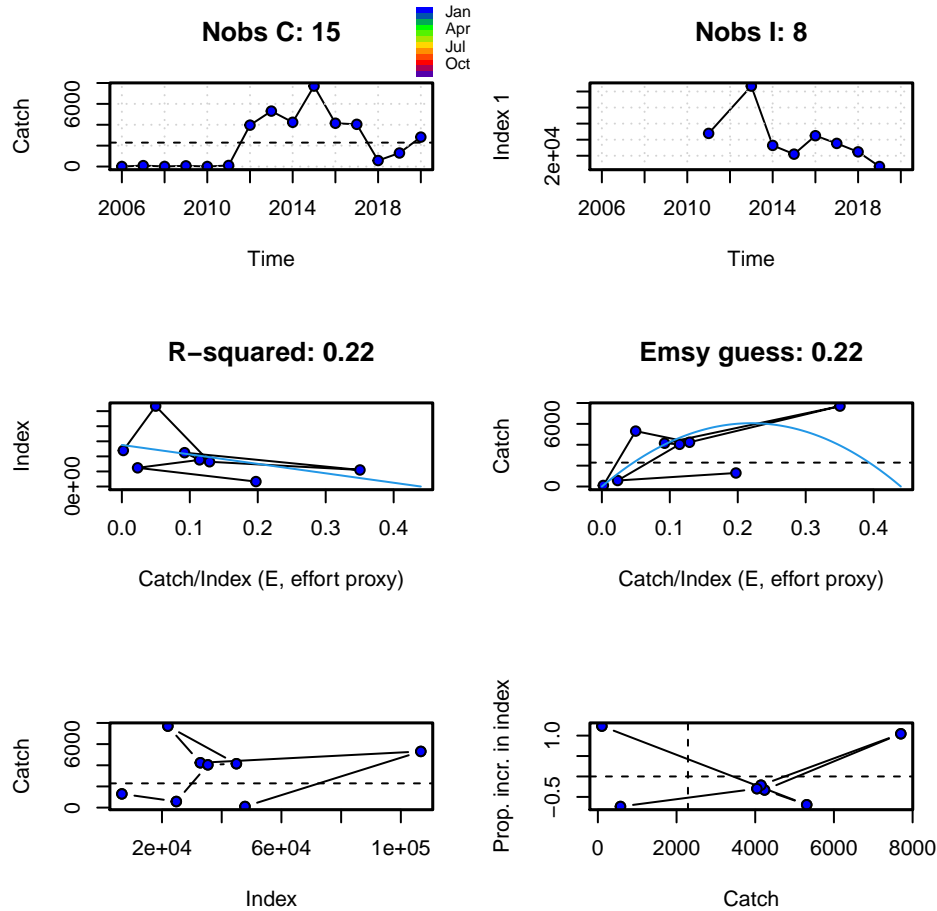 Nobs C: 15
Jan
Apr
Jul
Oct
Catch
6000
0
2006 2010 2014 2018
Time
Nobs I: 8
Index 1
2e+04
2006 2010 2014 2018
Time
R−squared: 0.22
Index
0e+00
0.0 0.1 0.2 0.3 0.4
Catch/Index (E, effort proxy)
Emsy guess: 0.22
Catch
6000
0
0.0 0.1 0.2 0.3 0.4
Catch/Index (E, effort proxy)
Catch
6000
0
2e+04 6e+04 1e+05
Index
Prop. incr. in index
1.0
−0.5
0 2000 4000 6000 8000
Catch